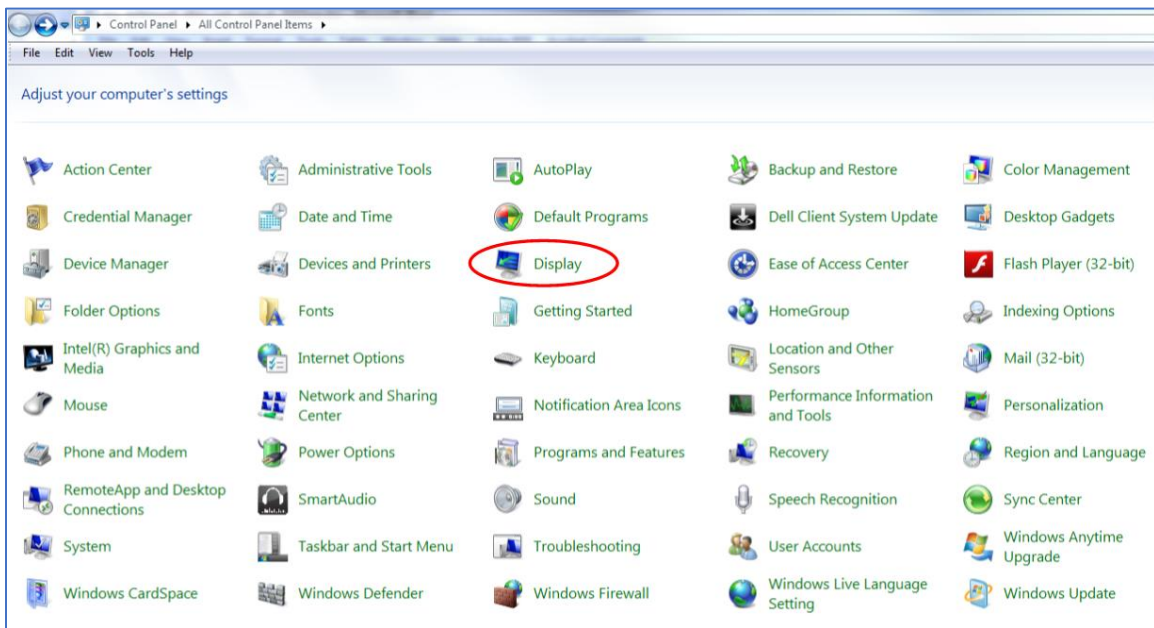 Control Panel ▸ All Control Panel Items ▸
File Edit View Tools Help
Adjust your computer's settings
Action Center Administrative Tools AutoPlay Backup and Restore Color Management
Credential Manager Date and Time Default Programs Dell Client System Update Desktop Gadgets
Device Manager Devices and Printers Display Ease of Access Center Flash Player (32-bit)
Folder Options Fonts Getting Started HomeGroup Indexing Options
Intel(R) Graphics and
Media
Internet Options Keyboard
Location and Other
Sensors
Mail (32-bit)
Mouse
Network and Sharing
Center
Notification Area Icons
Performance Information
and Tools
Personalization
Phone and Modem Power Options Programs and Features Recovery Region and Language
RemoteApp and Desktop
Connections
SmartAudio Sound Speech Recognition Sync Center
System Taskbar and Start Menu Troubleshooting User Accounts
Windows Anytime
Upgrade
Windows CardSpace Windows Defender Windows Firewall
Windows Live Language
Setting
Windows Update